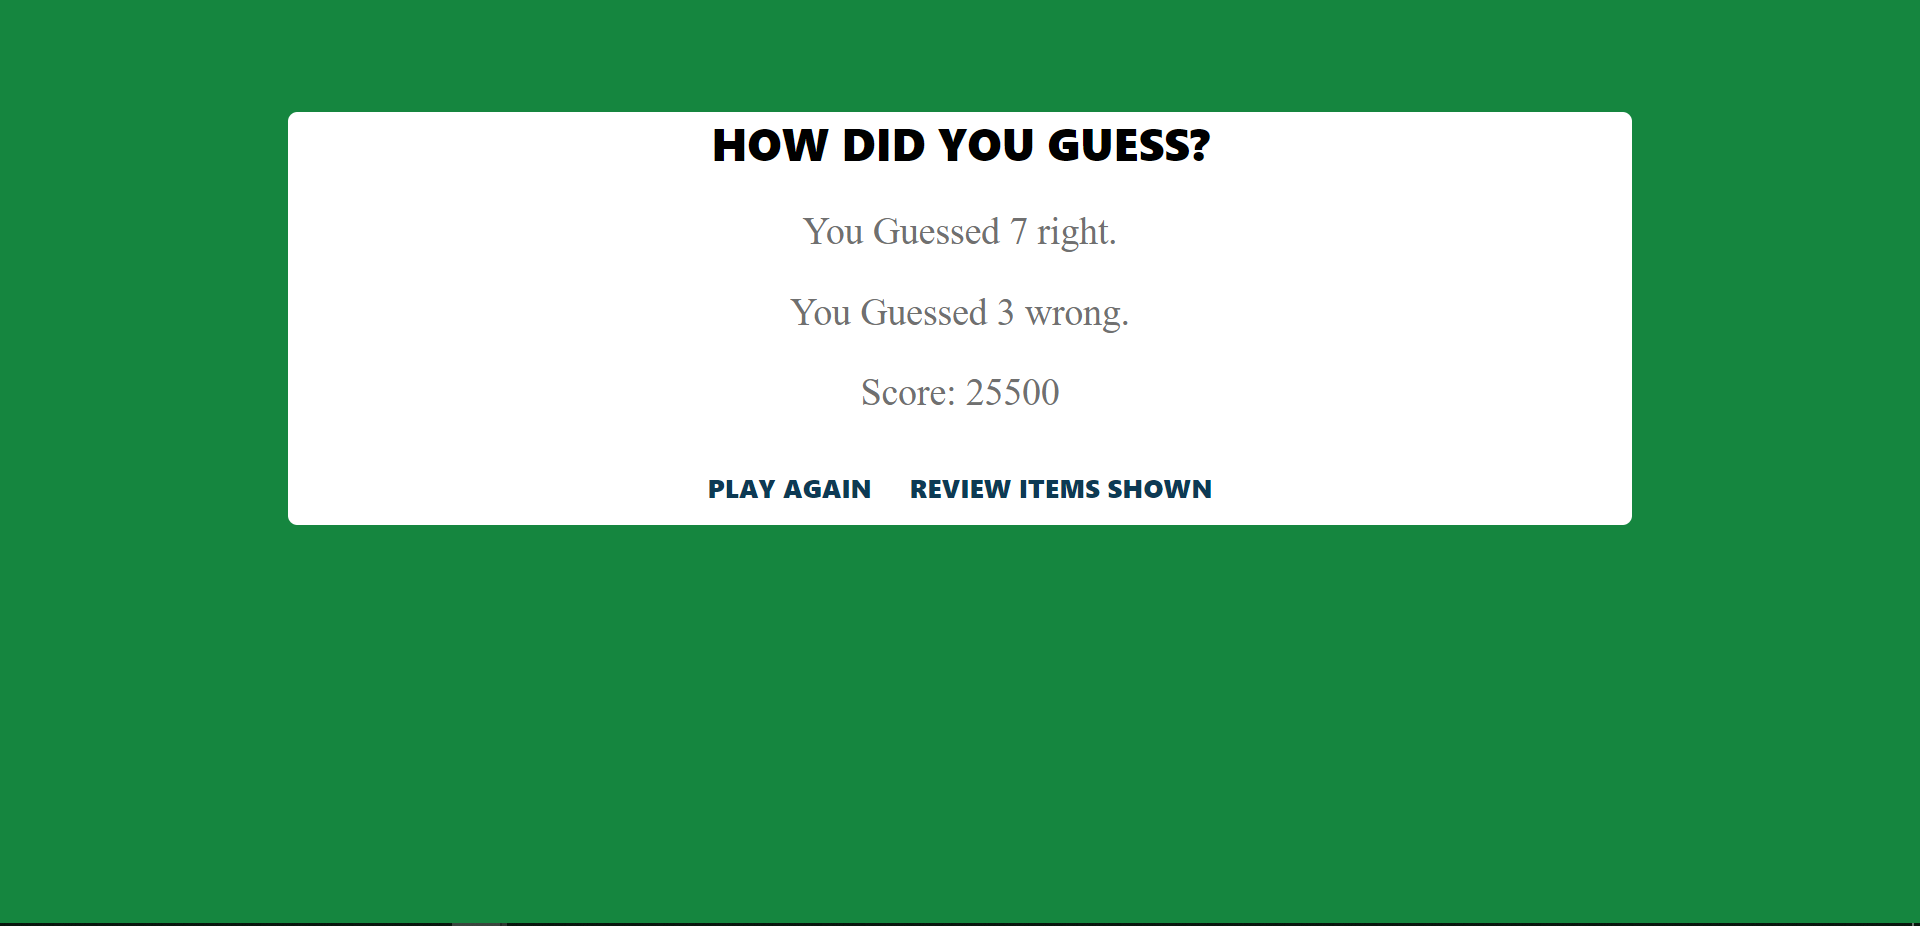 HOW DID YOU GUESS?
You Guessed 7 right.
You Guessed 3 wrong.
Score: 25500
PLAY AGAIN REVIEW ITEMS SHOWN